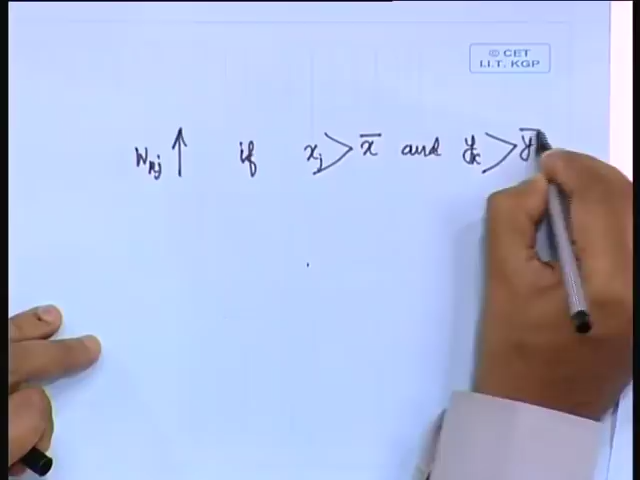 © CET
I.I.T. KGP
w_kj ↑ if x_j > x̄ and y_k > ȳ